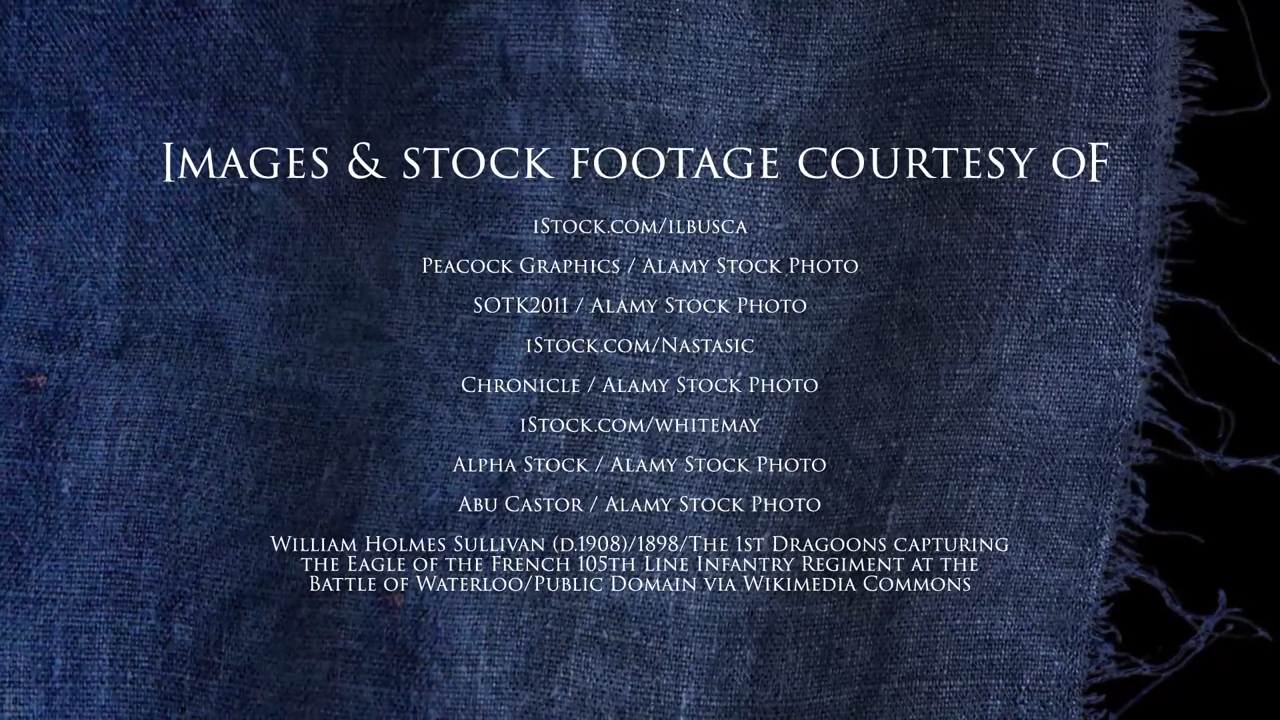 Images & stock footage courtesy of
iStock.com/ilbusca
Peacock Graphics / Alamy Stock Photo
SOTK2011 / Alamy Stock Photo
iStock.com/Nastasic
Chronicle / Alamy Stock Photo
iStock.com/whitemay
Alpha Stock / Alamy Stock Photo
Abu Castor / Alamy Stock Photo
William Holmes Sullivan (d.1908)/1898/The 1st Dragoons capturing
the Eagle of the French 105th Line Infantry Regiment at the
Battle of Waterloo/Public Domain via Wikimedia Commons